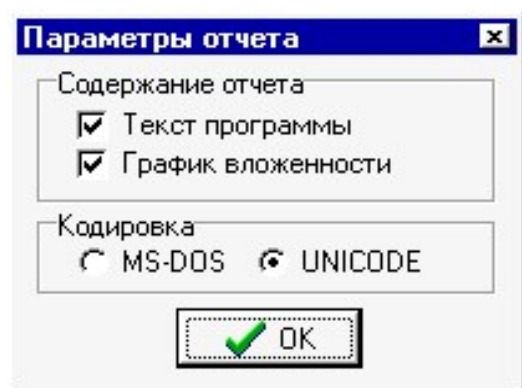 Параметры отчета
Содержание отчета
Текст программы
График вложенности
Кодировка
MS-DOS UNICODE
OK